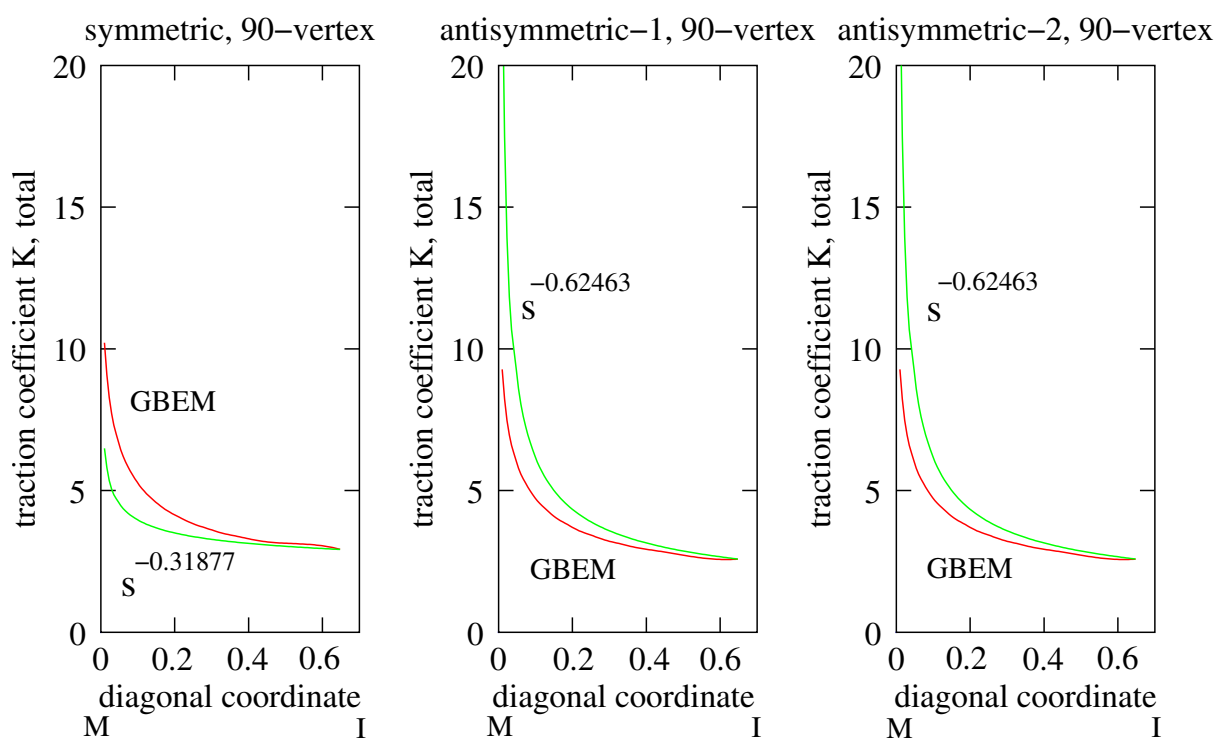 symmetric, 90−vertex
traction coefficient K, total
20
15
10
5
0
GBEM
s−0.31877
0 0.2 0.4 0.6
diagonal coordinate
M I
antisymmetric−1, 90−vertex
traction coefficient K, total
20
15
10
5
0
s−0.62463
GBEM
0 0.2 0.4 0.6
diagonal coordinate
M I
antisymmetric−2, 90−vertex
traction coefficient K, total
20
15
10
5
0
s−0.62463
GBEM
0 0.2 0.4 0.6
diagonal coordinate
M I